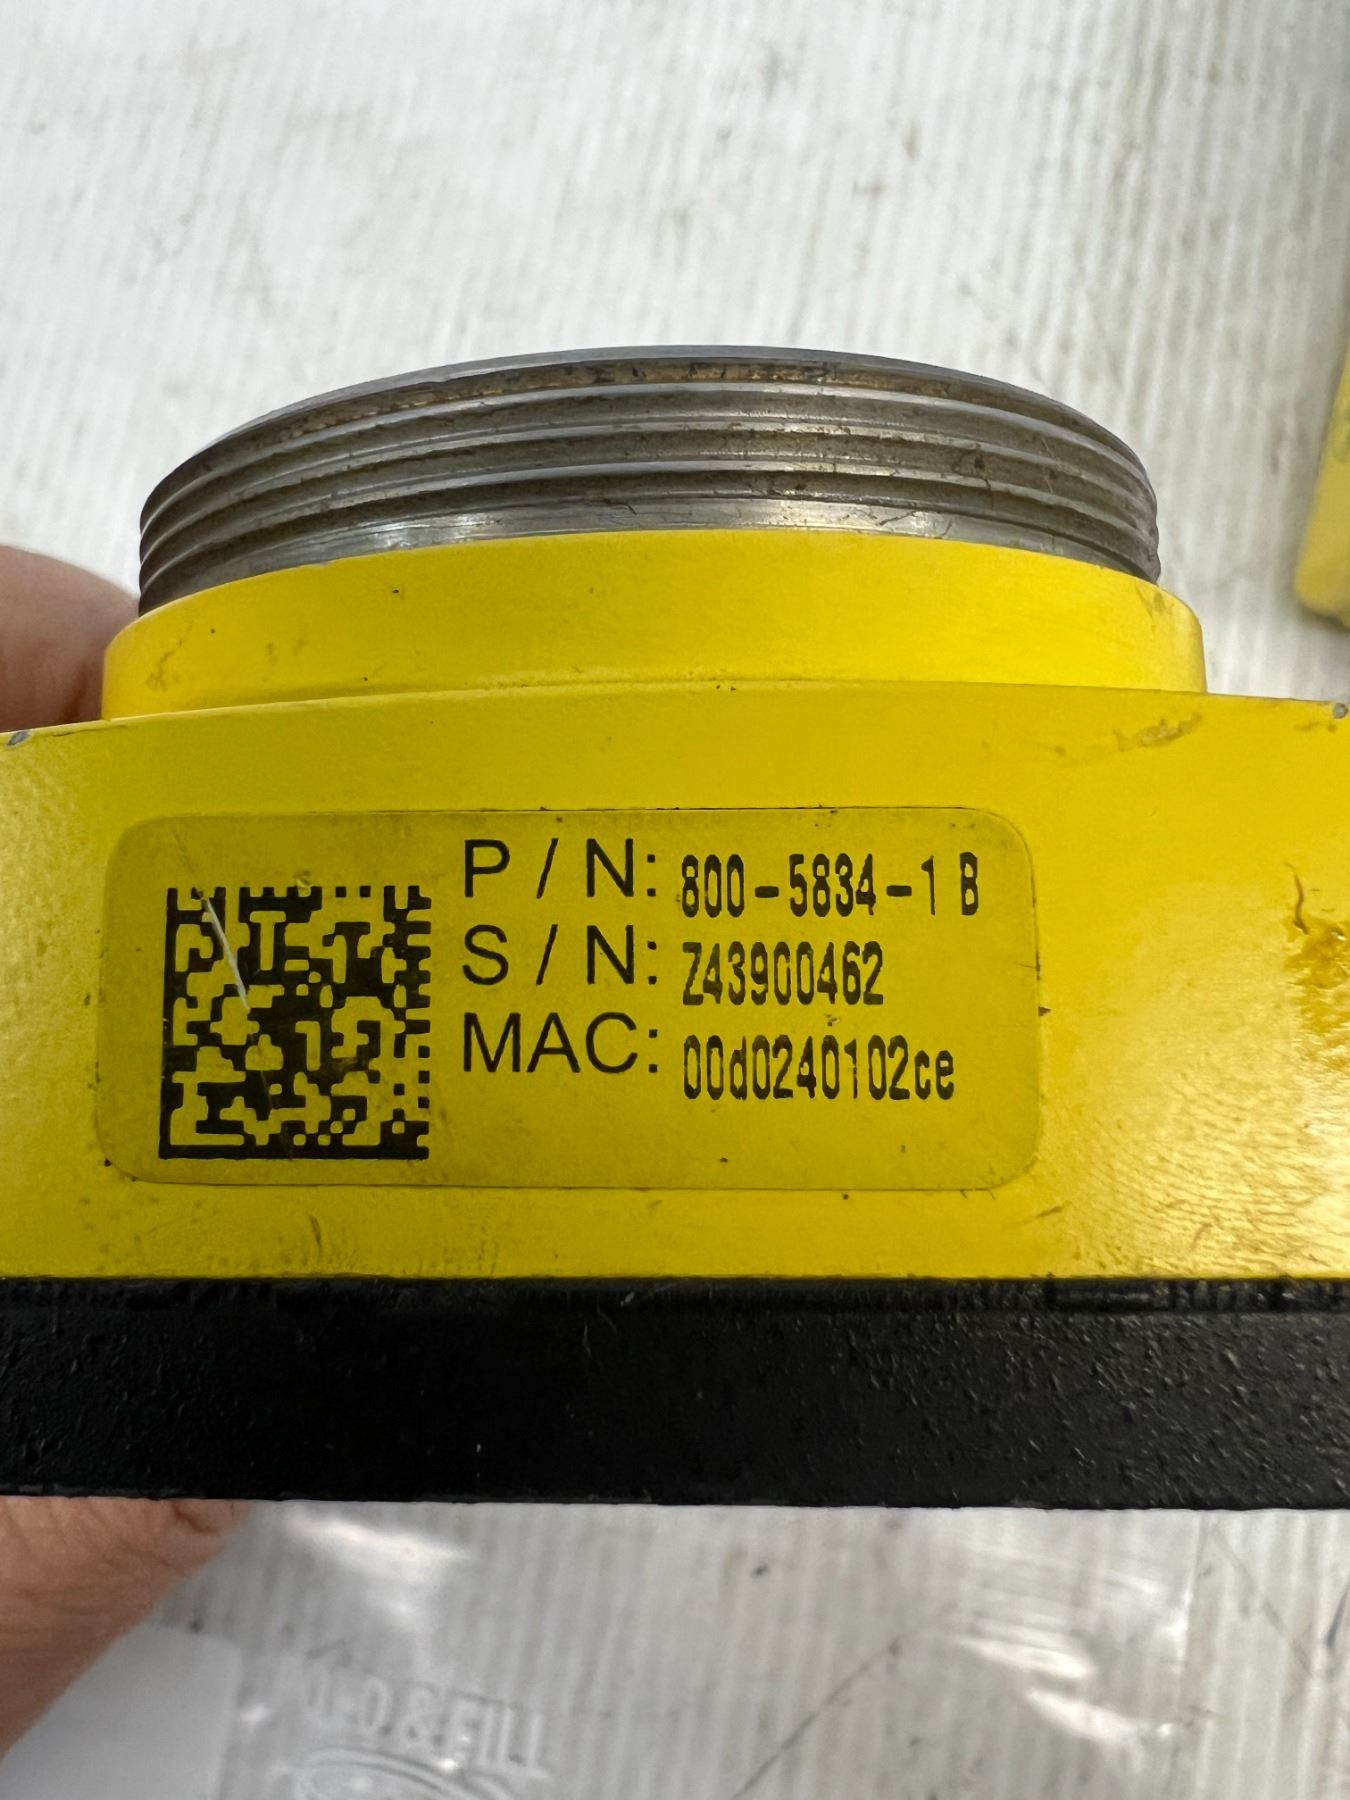 P/N: 800-5834-1 B
S/N: Z43900462
MAC: 00d0240102ce